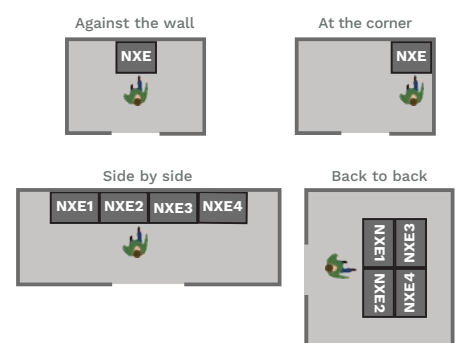 Against the wall
NXE
At the corner
NXE
Side by side
NXE1 NXE2 NXE3 NXE4
Back to back
NXE1 NXE3
NXE2 NXE4